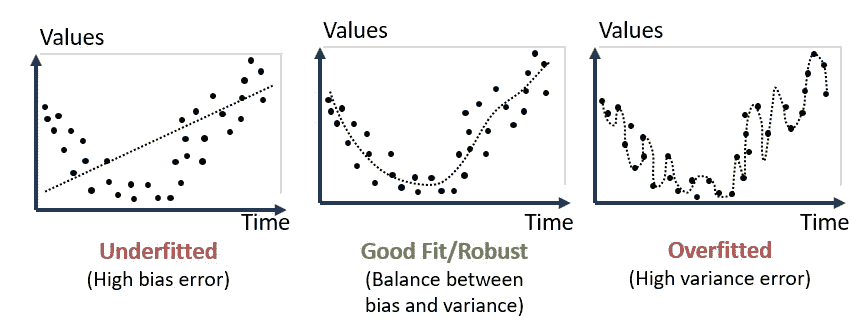 Values
Time
Underfitted
(High bias error)
Values
Time
Good Fit/Robust
(Balance between
bias and variance)
Values
Time
Overfitted
(High variance error)